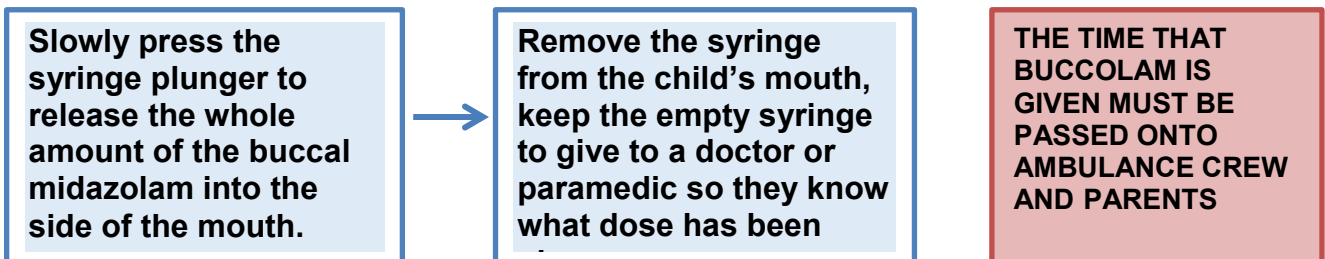 Slowly press the
syringe plunger to
release the whole
amount of the buccal
midazolam into the
side of the mouth.
Remove the syringe
from the child’s mouth,
keep the empty syringe
to give to a doctor or
paramedic so they know
what dose has been
THE TIME THAT
BUCCOLAM IS
GIVEN MUST BE
PASSED ONTO
AMBULANCE CREW
AND PARENTS